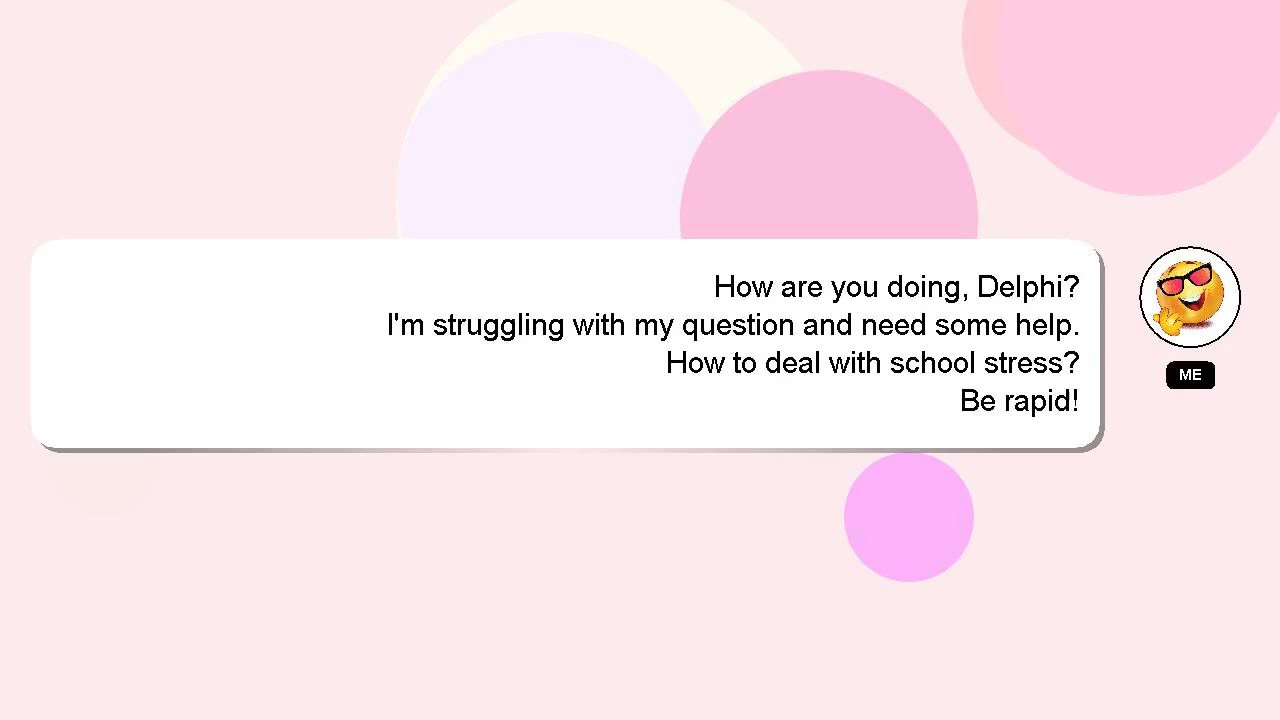 How are you doing, Delphi?
I'm struggling with my question and need some help.
How to deal with school stress?
Be rapid!
ME